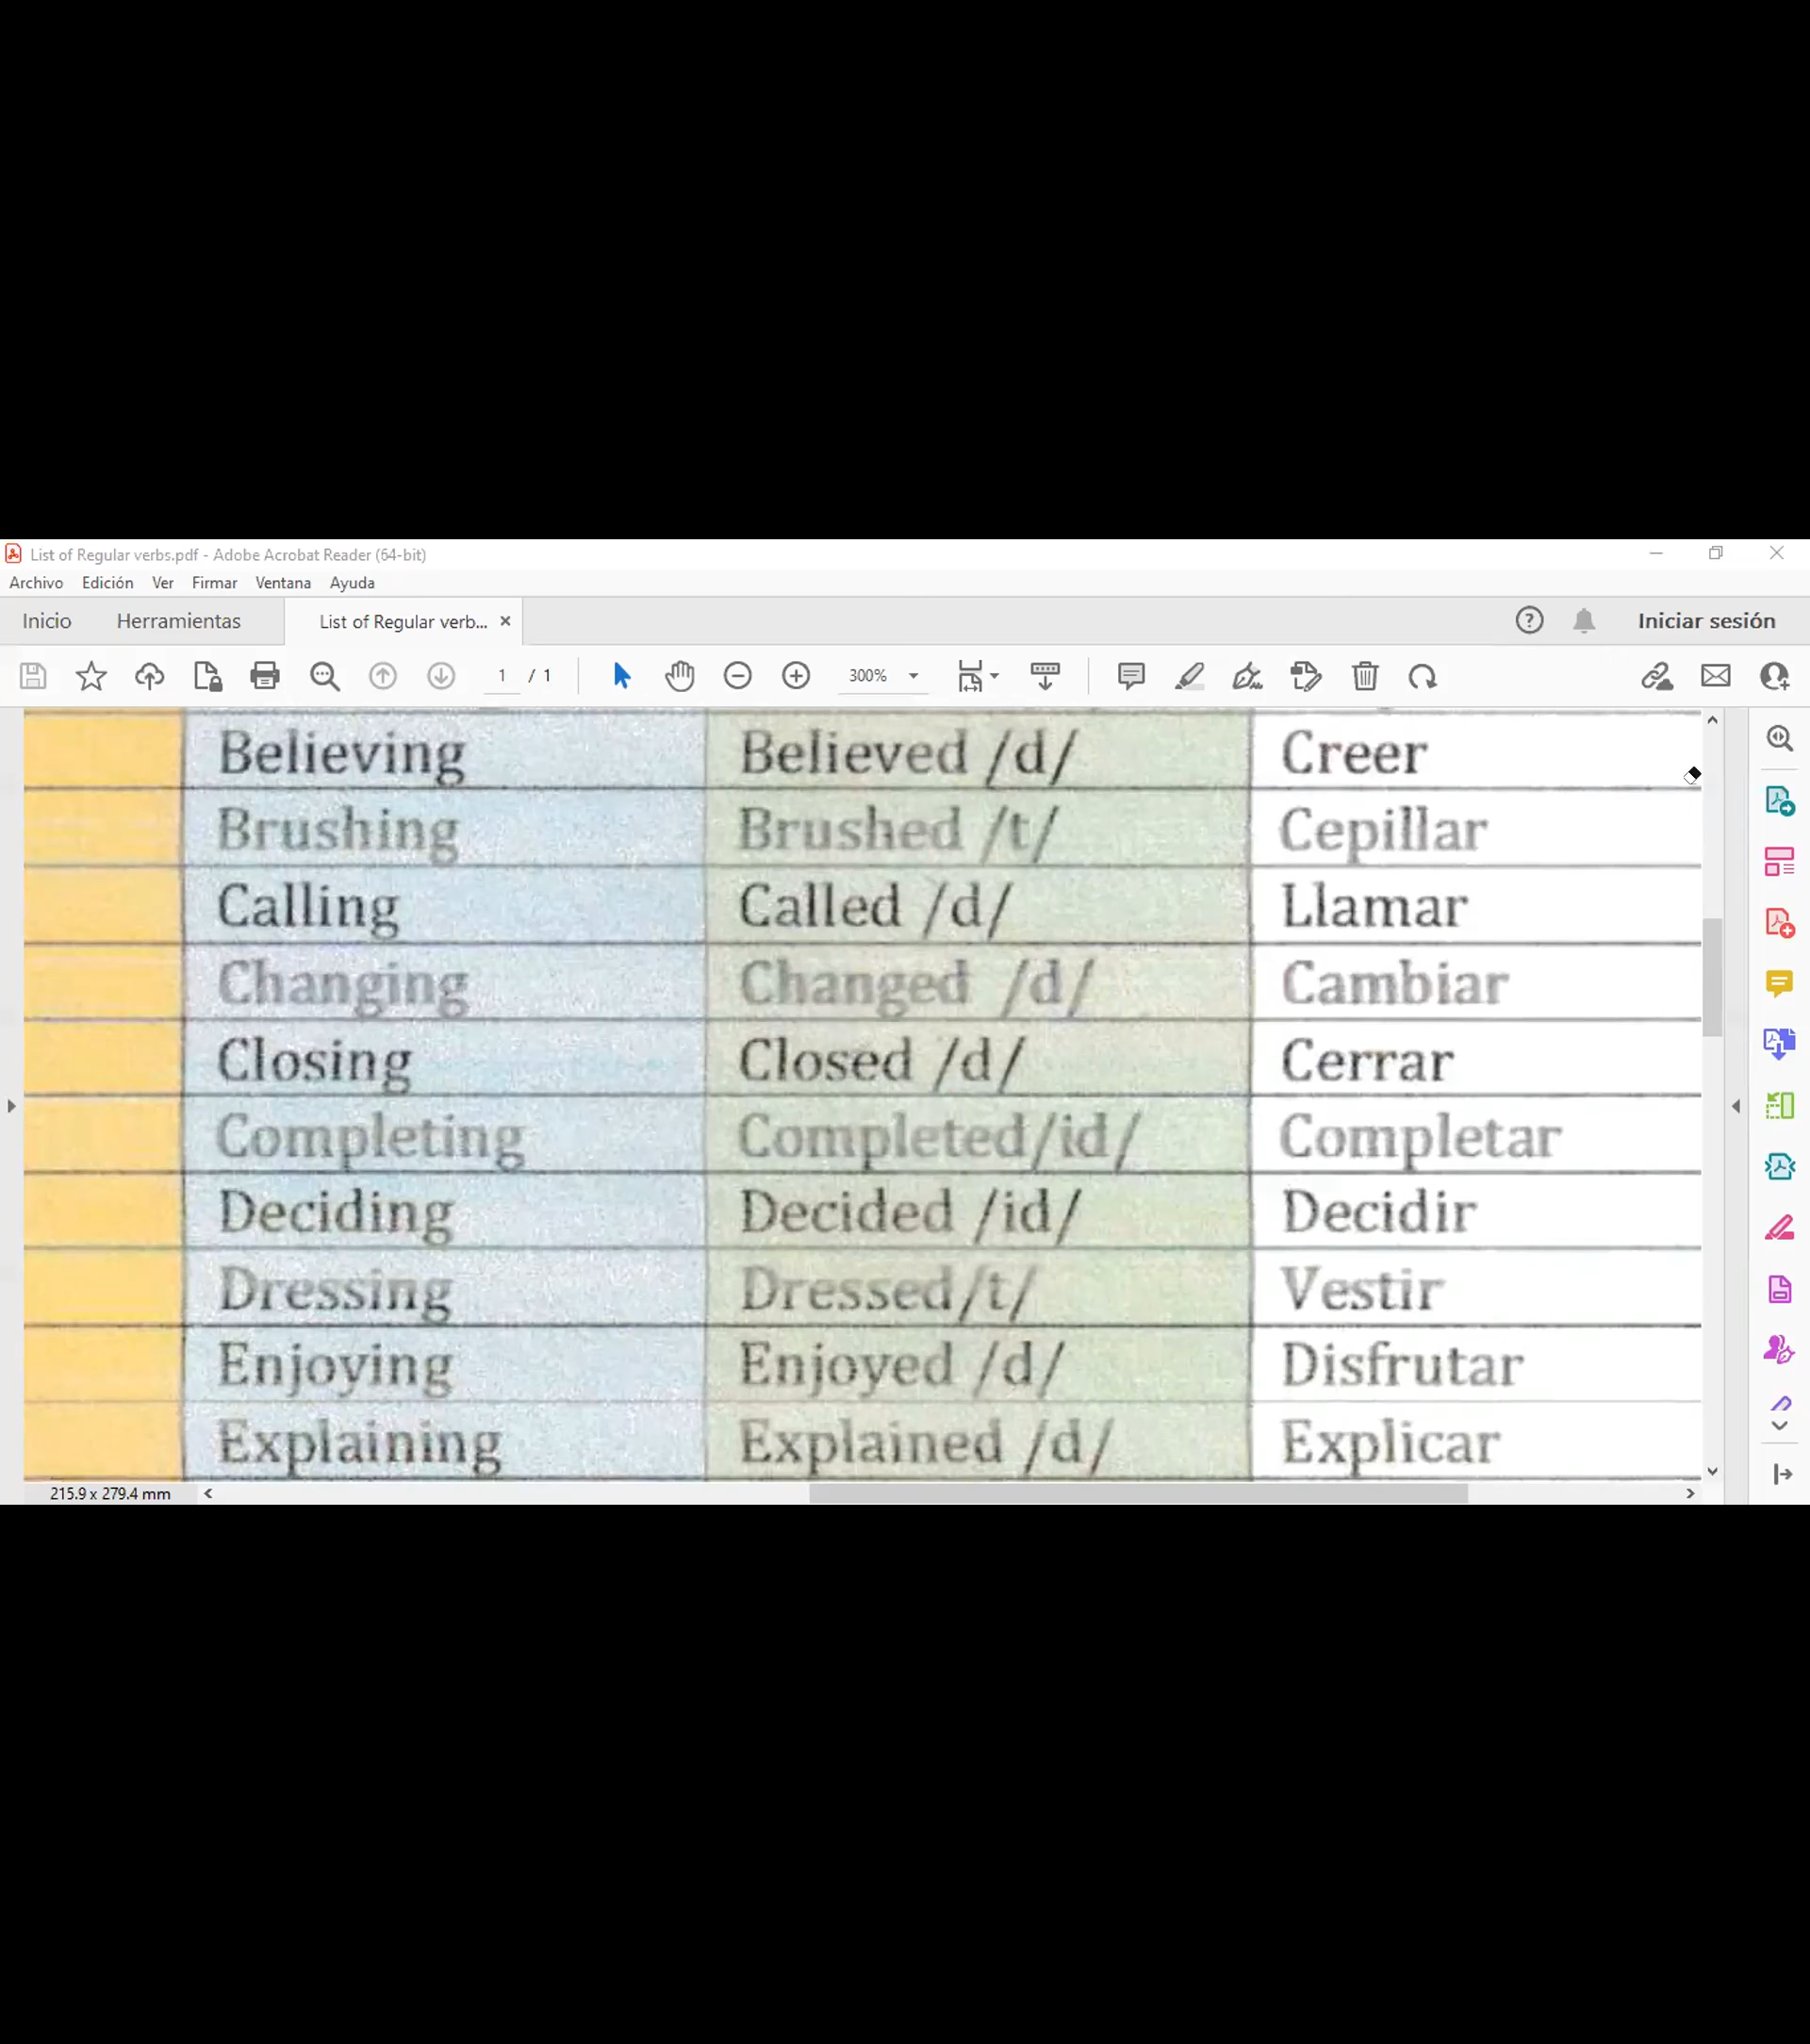 List of Regular verbs.pdf - Adobe Acrobat Reader (64-bit)
Archivo Edición Ver Firmar Ventana Ayuda
Inicio Herramientas List of Regular verb... × Iniciar sesión
1 / 1 300%
Believing Believed /d/ Creer
Brushing Brushed /t/ Cepillar
Calling Called /d/ Llamar
Changing Changed /d/ Cambiar
Closing Closed /d/ Cerrar
Completing Completed/id/ Completar
Deciding Decided /id/ Decidir
Dressing Dressed/t/ Vestir
Enjoying Enjoyed /d/ Disfrutar
Explaining Explained /d/ Explicar
215.9 x 279.4 mm